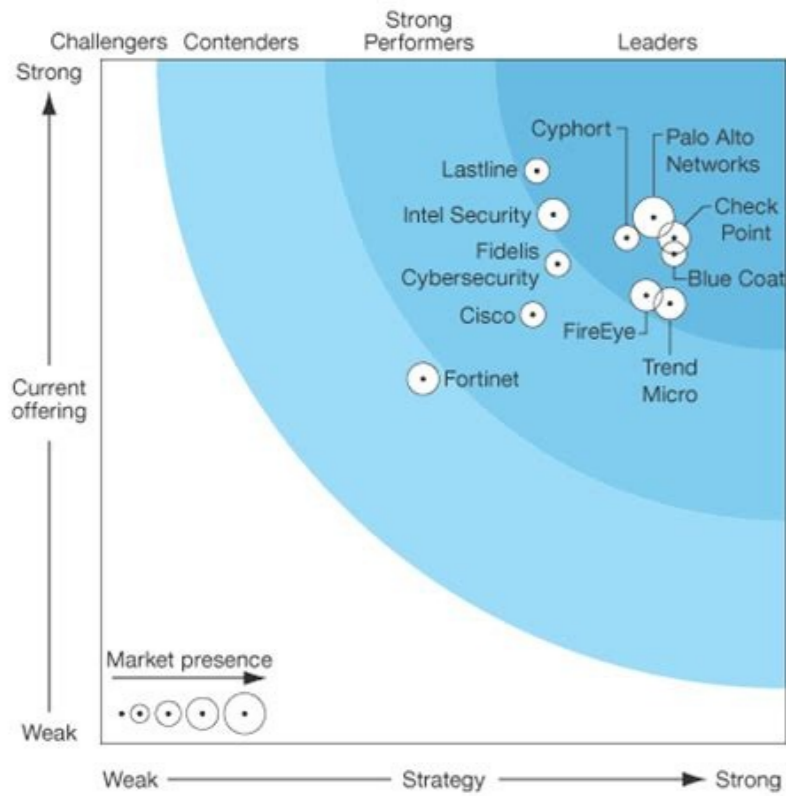 Strong
Challengers Contenders Performers Leaders
Strong
Cyphort
Palo Alto
Networks
Lastline
Intel Security
Check
Point
Fidelis
Cybersecurity
Blue Coat
Cisco
FireEye
Trend
Micro
Fortinet
Current
offering
Market presence
Weak
Weak Strategy Strong